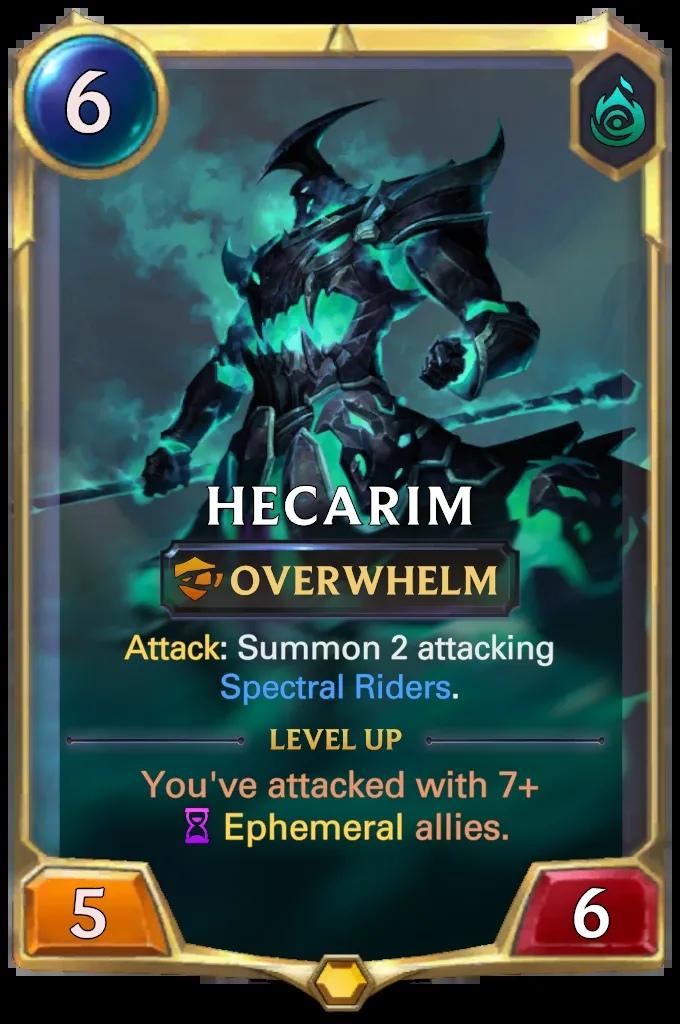 6
HECARIM
OVERWHELM
Attack: Summon 2 attacking
Spectral Riders.
LEVEL UP
You've attacked with 7+
Ephemeral allies.
5
6